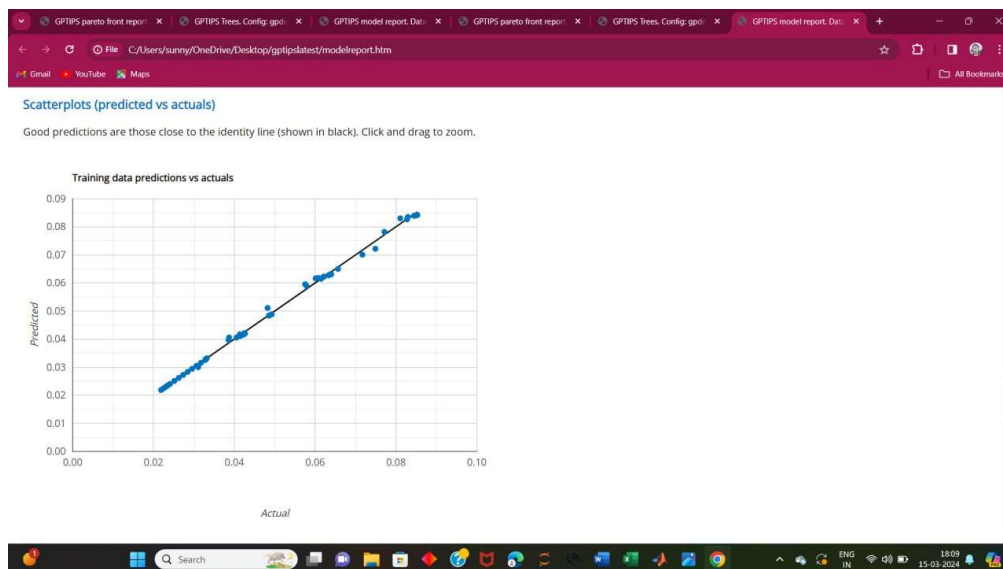 GPTIPS pareto front report
GPTIPS Trees. Config: gpd
GPTIPS model report. Dat
GPTIPS pareto front report
GPTIPS Trees. Config: gpd
GPTIPS model report. Dat
File
C:/Users/sunny/OneDrive/Desktop/gptipslatest/modelreport.htm
Gmail
YouTube
Maps
All Bookmarks
Scatterplots (predicted vs actuals)
Good predictions are those close to the identity line (shown in black). Click and drag to zoom.
Training data predictions vs actuals
0.09
0.08
0.07
0.06
0.05
0.04
0.03
0.02
0.01
0.00
Predicted
0.00
0.02
0.04
0.06
0.08
0.10
Actual
1
Search
ENG
IN
18:09
15-03-2024